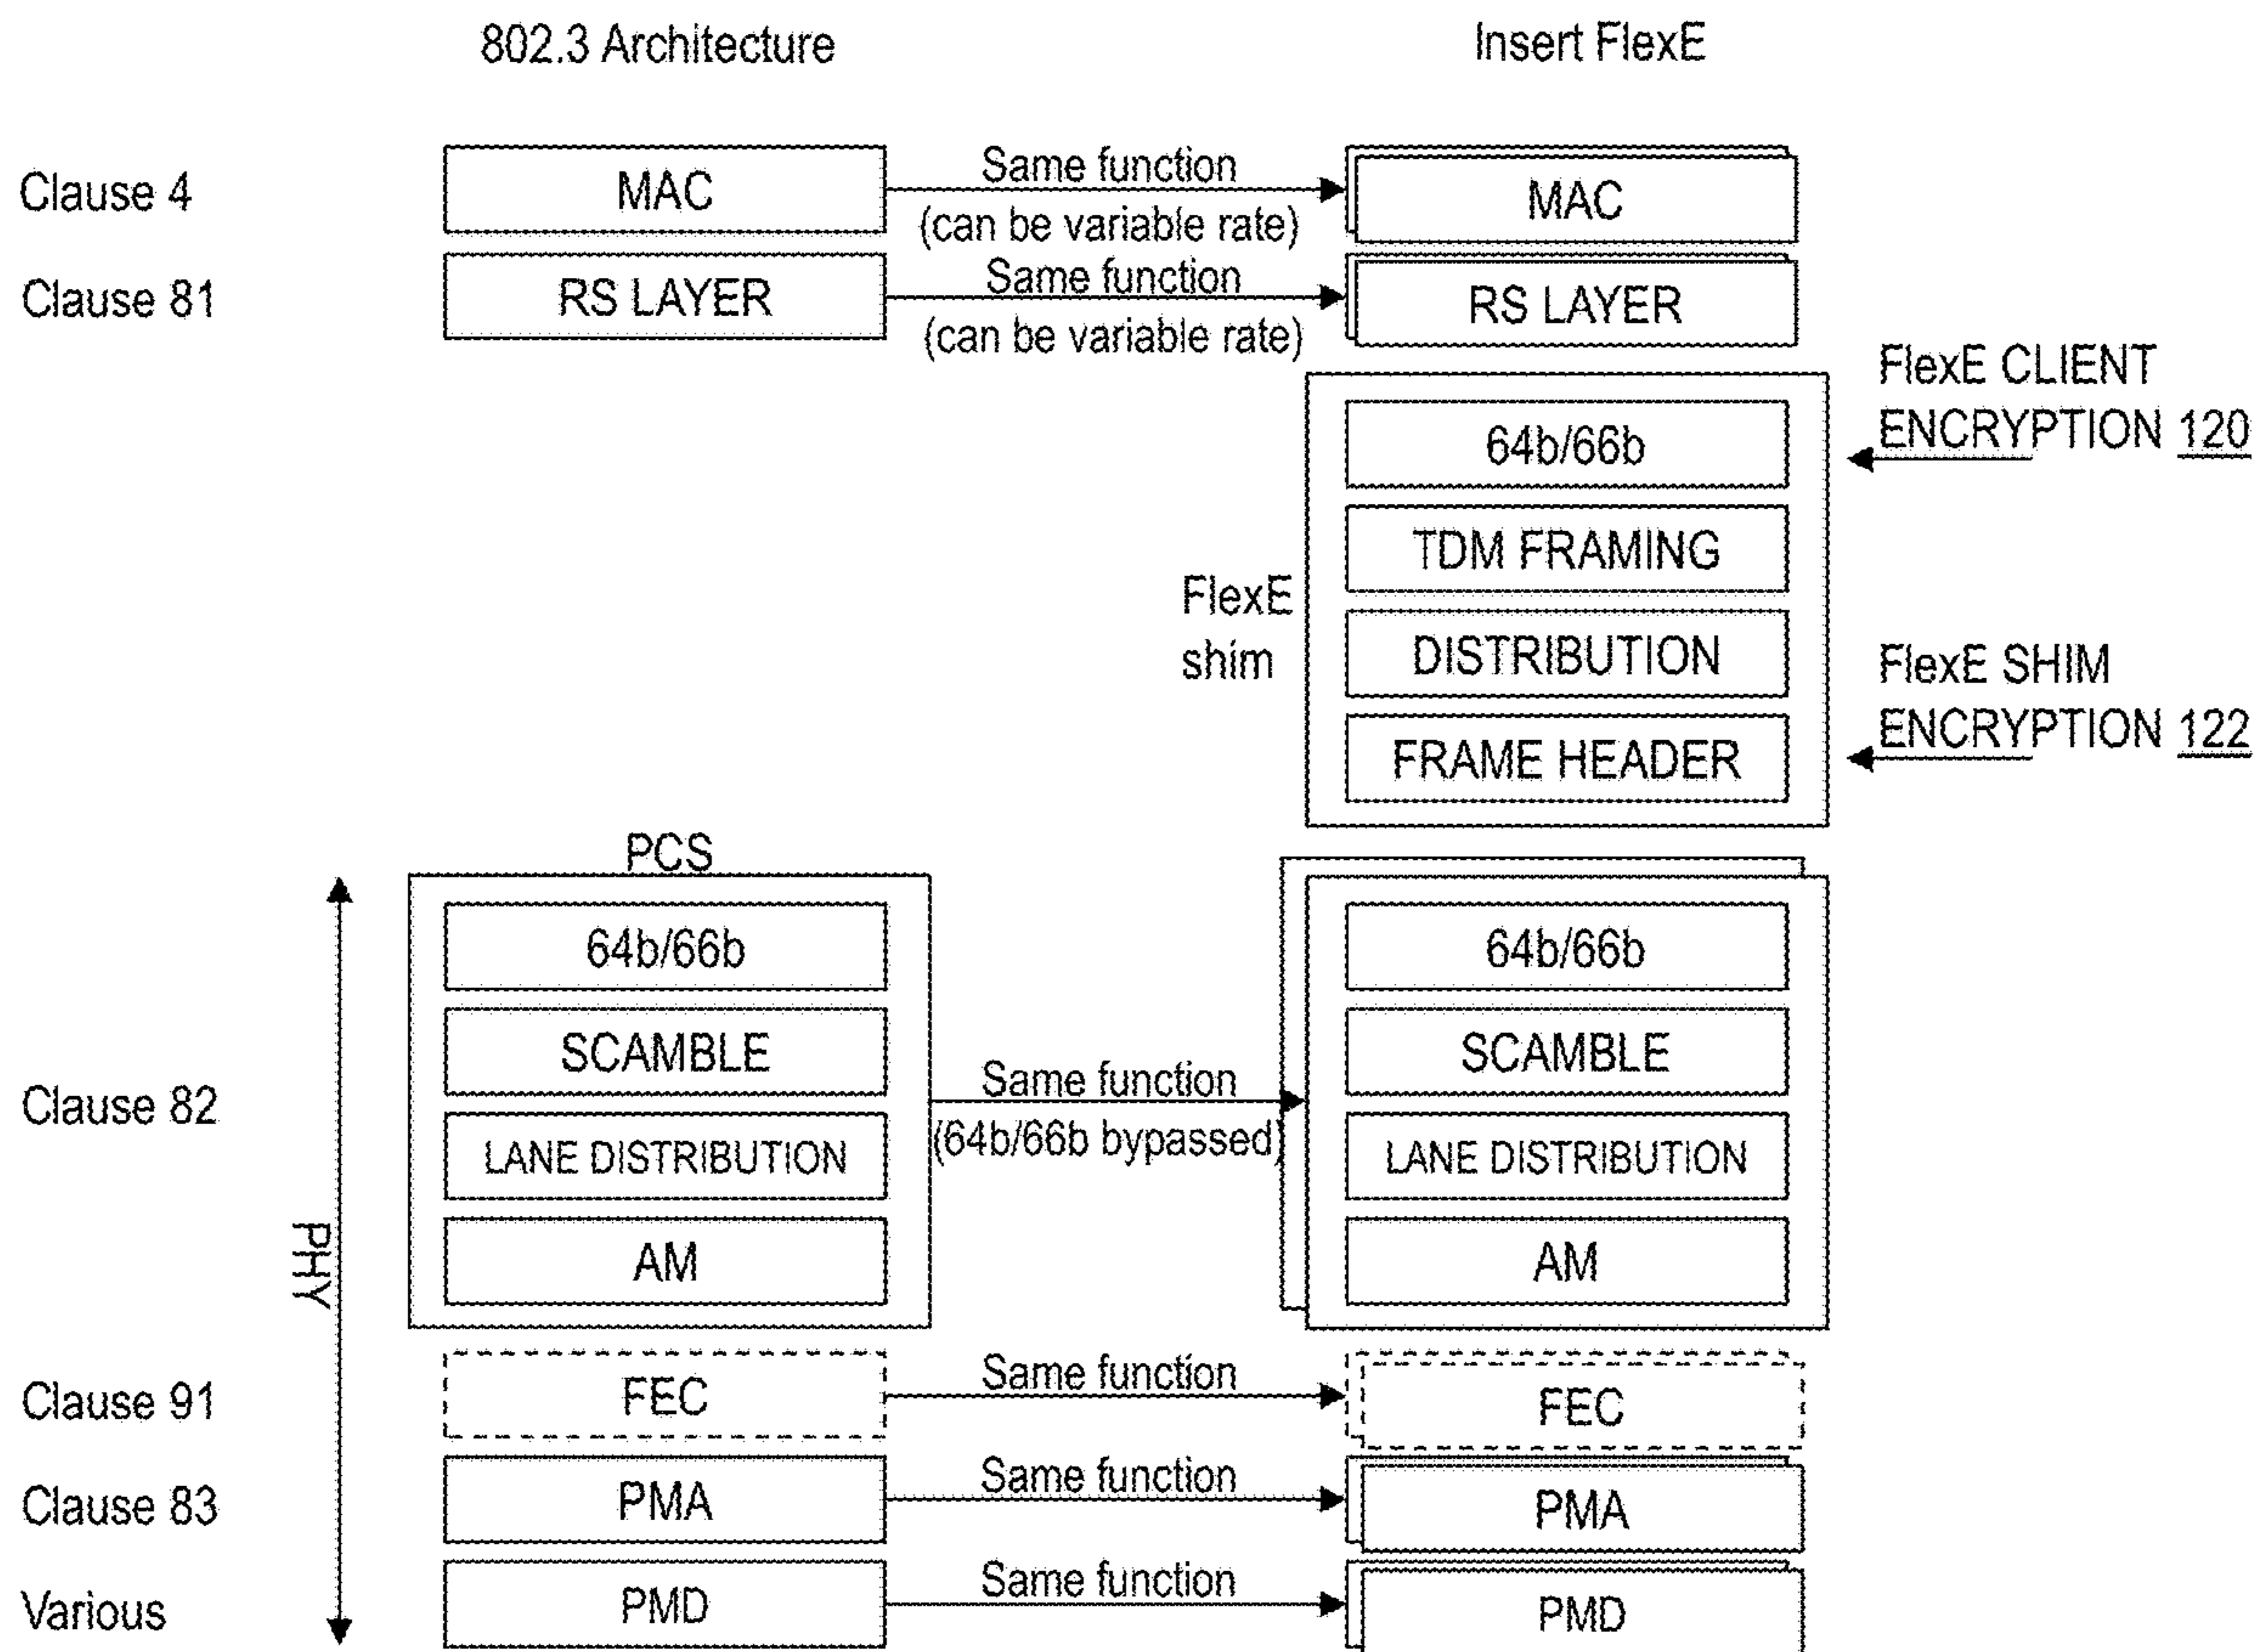 802.3 Architecture
Insert FlexE
Clause 4
MAC
Same function
(can be variable rate)
MAC
Clause 81
RS LAYER
Same function
(can be variable rate)
RS LAYER
FlexE
shim
64b/66b
TDM FRAMING
DISTRIBUTION
FRAME HEADER
FlexE CLIENT
ENCRYPTION 120
FlexE SHIM
ENCRYPTION 122
PHY
PCS
Clause 82
64b/66b
SCAMBLE
LANE DISTRIBUTION
AM
Same function
(64b/66b bypassed)
64b/66b
SCAMBLE
LANE DISTRIBUTION
AM
Clause 91
FEC
Same function
FEC
Clause 83
PMA
Same function
PMA
Various
PMD
Same function
PMD